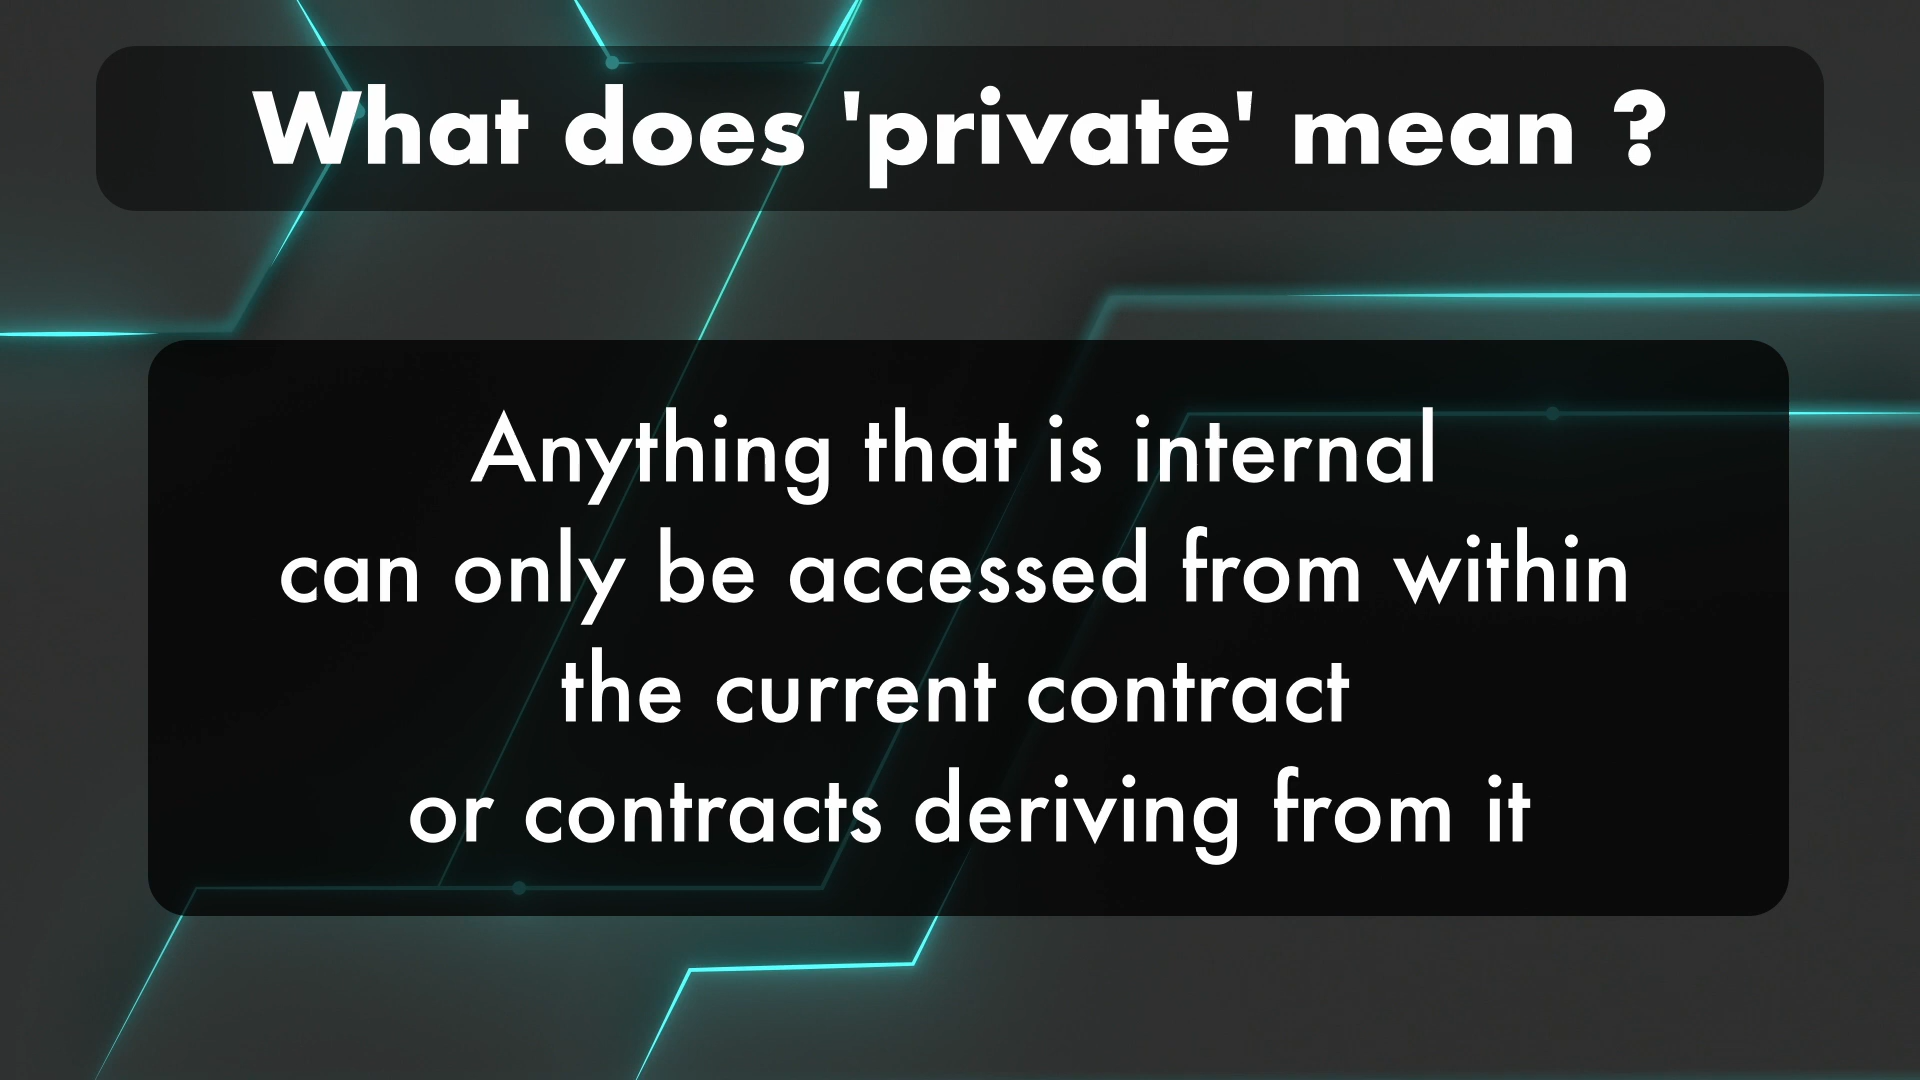 What does 'private' mean ?
Anything that is internal
can only be accessed from within
the current contract
or contracts deriving from it